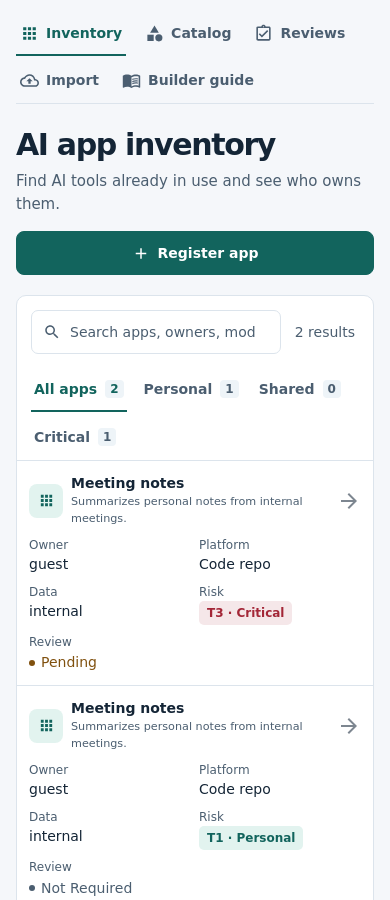 Inventory
Catalog
Reviews
Import
Builder guide
AI app inventory
Find AI tools already in use and see who owns
them.
Register app
Search apps, owners, mod
2 results
All apps 2
Personal 1
Shared 0
Critical 1
Meeting notes
Summarizes personal notes from internal
meetings.
Owner
guest
Platform
Code repo
Data
internal
Risk
T3 · Critical
Review
Pending
Meeting notes
Summarizes personal notes from internal
meetings.
Owner
guest
Platform
Code repo
Data
internal
Risk
T1 · Personal
Review
Not Required